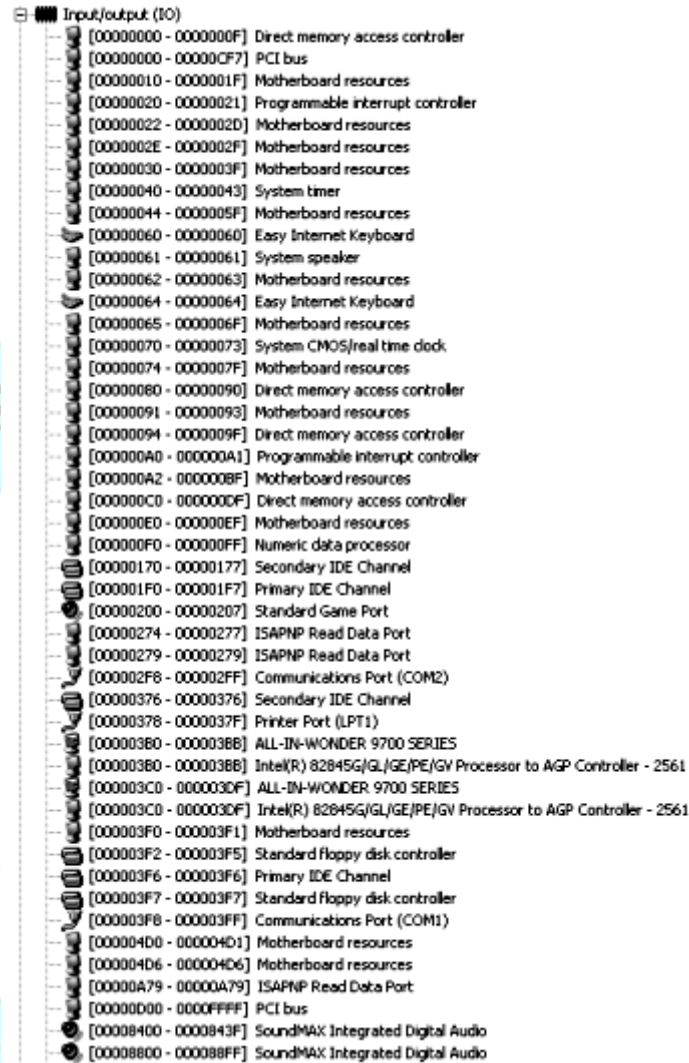 Input/output (IO)
[00000000 - 0000000F] Direct memory access controller
[00000000 - 00000CF7] PCI bus
[00000010 - 0000001F] Motherboard resources
[00000020 - 00000021] Programmable interrupt controller
[00000022 - 0000002D] Motherboard resources
[0000002E - 0000002F] Motherboard resources
[00000030 - 0000003F] Motherboard resources
[00000040 - 00000043] System timer
[00000044 - 0000005F] Motherboard resources
[00000060 - 00000060] Easy Internet Keyboard
[00000061 - 00000061] System speaker
[00000062 - 00000063] Motherboard resources
[00000064 - 00000064] Easy Internet Keyboard
[00000065 - 0000006F] Motherboard resources
[00000070 - 00000073] System CMOS/real time clock
[00000074 - 0000007F] Motherboard resources
[00000080 - 00000090] Direct memory access controller
[00000091 - 00000093] Motherboard resources
[00000094 - 0000009F] Direct memory access controller
[000000A0 - 000000A1] Programmable interrupt controller
[000000A2 - 000000BF] Motherboard resources
[000000C0 - 000000DF] Direct memory access controller
[000000E0 - 000000EF] Motherboard resources
[000000F0 - 000000FF] Numeric data processor
[00000170 - 00000177] Secondary IDE Channel
[000001F0 - 000001F7] Primary IDE Channel
[00000200 - 00000207] Standard Game Port
[00000274 - 00000277] ISAPNP Read Data Port
[00000279 - 00000279] ISAPNP Read Data Port
[000002F8 - 000002FF] Communications Port (COM2)
[00000376 - 00000376] Secondary IDE Channel
[00000378 - 0000037F] Printer Port (LPT1)
[000003B0 - 000003BB] ALL-IN-WONDER 9700 SERIES
[000003B0 - 000003BB] Intel(R) 82845G/GL/GE/PE/GV Processor to AGP Controller - 2561
[000003C0 - 000003DF] ALL-IN-WONDER 9700 SERIES
[000003C0 - 000003DF] Intel(R) 82845G/GL/GE/PE/GV Processor to AGP Controller - 2561
[000003F0 - 000003F1] Motherboard resources
[000003F2 - 000003F5] Standard floppy disk controller
[000003F6 - 000003F6] Primary IDE Channel
[000003F7 - 000003F7] Standard floppy disk controller
[000003F8 - 000003FF] Communications Port (COM1)
[000004D0 - 000004D1] Motherboard resources
[000004D6 - 000004D6] Motherboard resources
[00000A79 - 00000A79] ISAPNP Read Data Port
[00000D00 - 0000FFFF] PCI bus
[00008400 - 0000843F] SoundMAX Integrated Digital Audio
[00008800 - 000088FF] SoundMAX Integrated Digital Audio